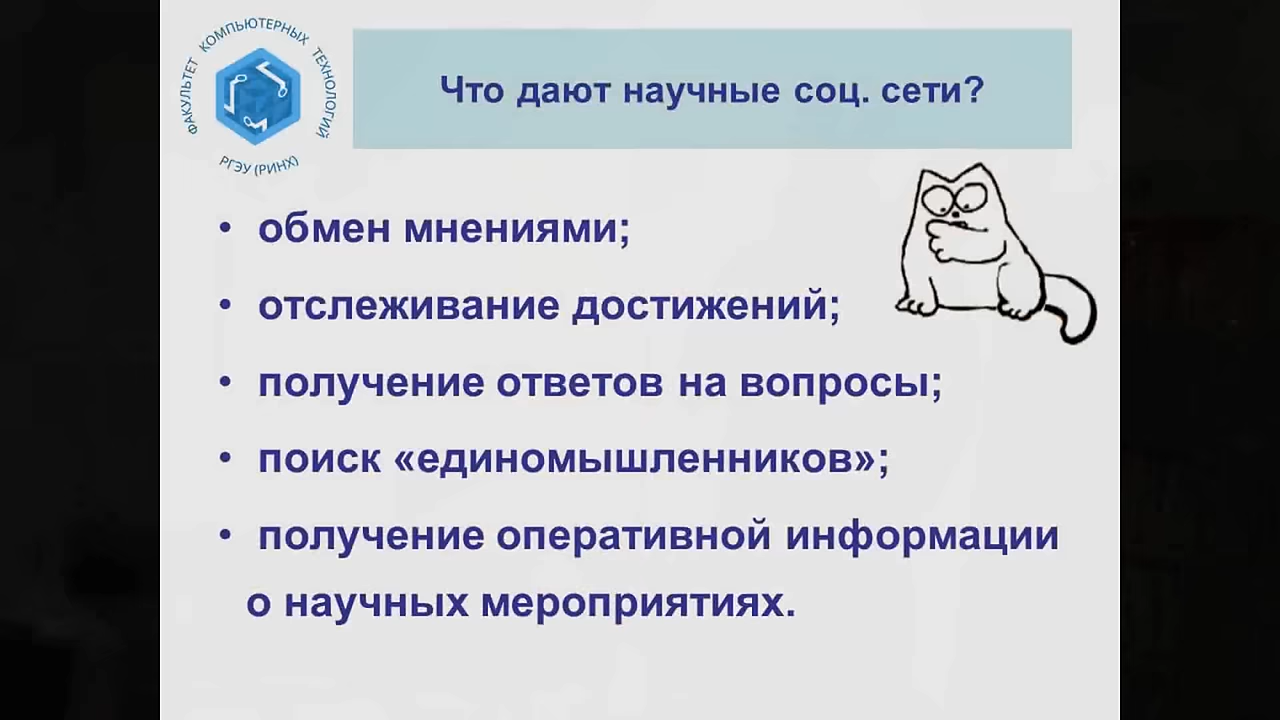 ФАКУЛЬТЕТ КОМПЬЮТЕРНЫХ ТЕХНОЛОГИЙ
РГЭУ (РИНХ)
Что дают научные соц. сети?
• обмен мнениями;
• отслеживание достижений;
• получение ответов на вопросы;
• поиск «единомышленников»;
• получение оперативной информации
о научных мероприятиях.